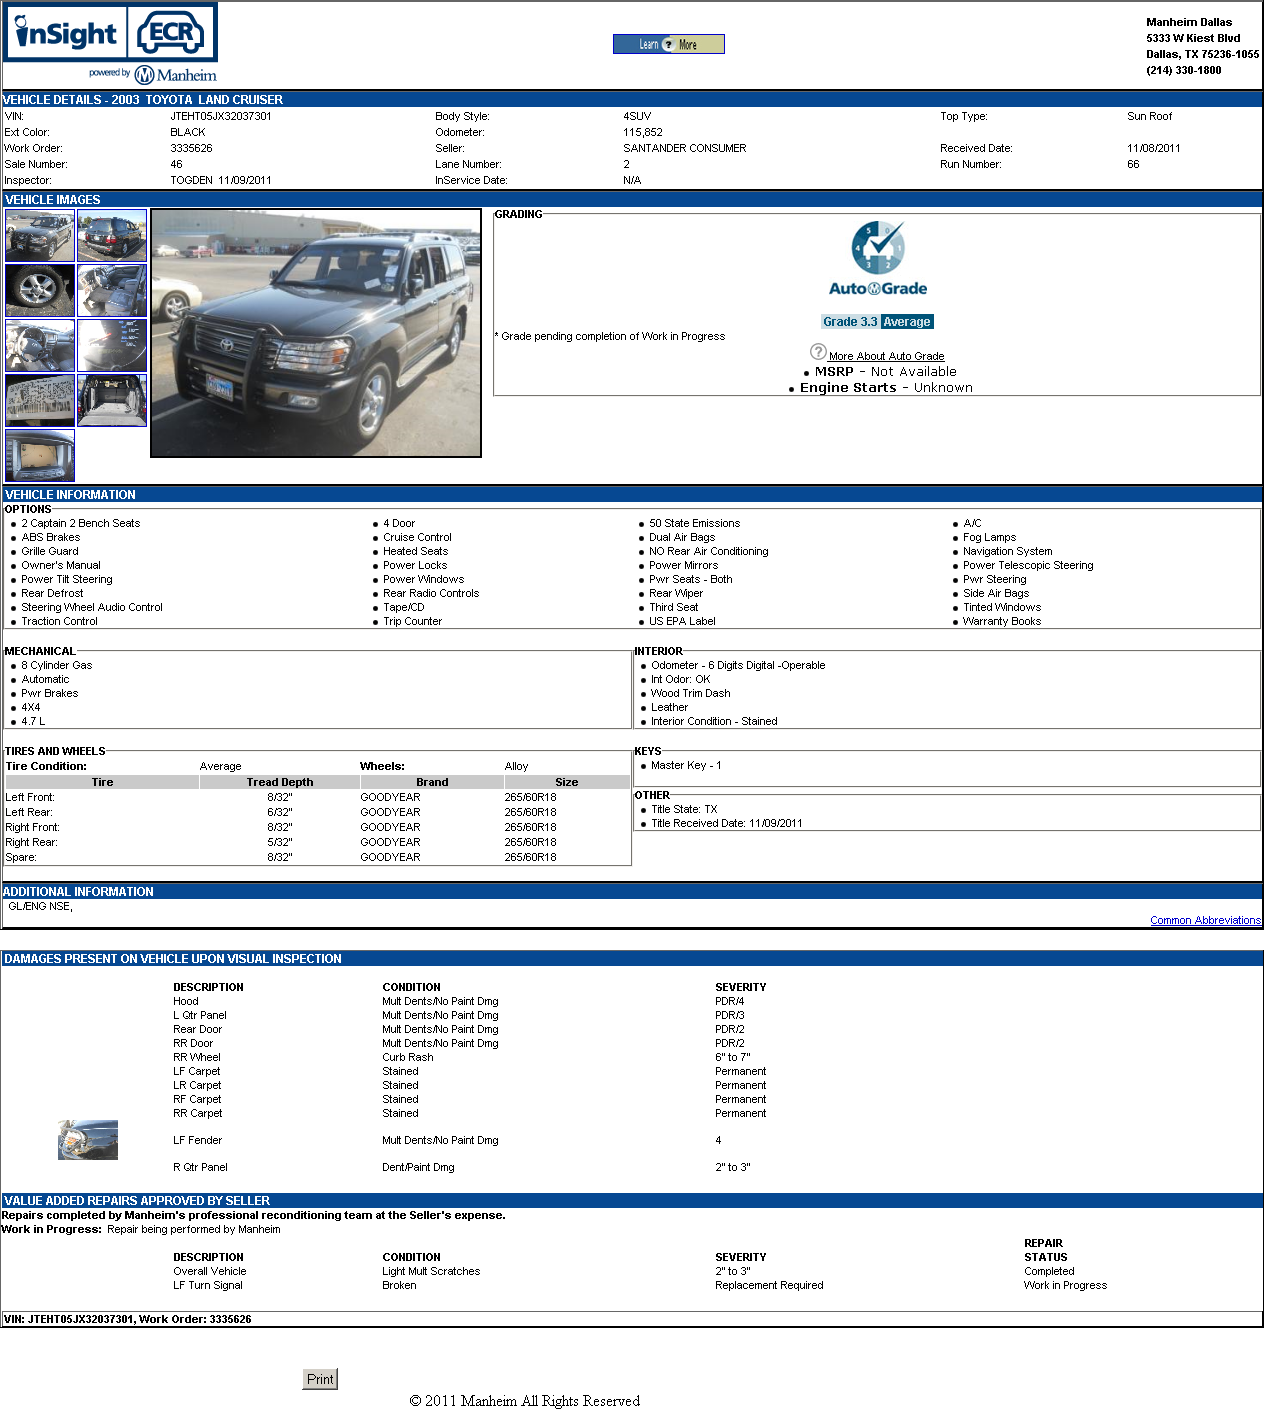 inSight ECR
powered by Manheim
Learn ? More
Manheim Dallas
5333 W Kiest Blvd
Dallas, TX 75236-1055
(214) 330-1800
VEHICLE DETAILS - 2003 TOYOTA LAND CRUISER
VIN: JTEHT05JX32037301 Body Style: 4SUV Top Type: Sun Roof
Ext Color: BLACK Odometer: 115,852
Work Order: 3335626 Seller: SANTANDER CONSUMER Received Date: 11/08/2011
Sale Number: 46 Lane Number: 2 Run Number: 66
Inspector: TOGDEN 11/09/2011 InService Date: N/A
VEHICLE IMAGES
GRADING
5 0 4 1 3 2
Auto Grade
Grade 3.3 Average
* Grade pending completion of Work in Progress
? More About Auto Grade
• MSRP - Not Available
• Engine Starts - Unknown
VEHICLE INFORMATION
OPTIONS
• 2 Captain 2 Bench Seats • 4 Door • 50 State Emissions • A/C
• ABS Brakes • Cruise Control • Dual Air Bags • Fog Lamps
• Grille Guard • Heated Seats • NO Rear Air Conditioning • Navigation System
• Owner's Manual • Power Locks • Power Mirrors • Power Telescopic Steering
• Power Tilt Steering • Power Windows • Pwr Seats - Both • Pwr Steering
• Rear Defrost • Rear Radio Controls • Rear Wiper • Side Air Bags
• Steering Wheel Audio Control • Tape/CD • Third Seat • Tinted Windows
• Traction Control • Trip Counter • US EPA Label • Warranty Books
MECHANICAL
• 8 Cylinder Gas
• Automatic
• Pwr Brakes
• 4X4
• 4.7 L
INTERIOR
• Odometer - 6 Digits Digital -Operable
• Int Odor: OK
• Wood Trim Dash
• Leather
• Interior Condition - Stained
TIRES AND WHEELS
Tire Condition: Average Wheels: Alloy
Tire Tread Depth Brand Size
Left Front: 8/32" GOODYEAR 265/60R18
Left Rear: 6/32" GOODYEAR 265/60R18
Right Front: 8/32" GOODYEAR 265/60R18
Right Rear: 5/32" GOODYEAR 265/60R18
Spare: 8/32" GOODYEAR 265/60R18
KEYS
• Master Key - 1
OTHER
• Title State: TX
• Title Received Date: 11/09/2011
ADDITIONAL INFORMATION
GL/ENG NSE,
Common Abbreviations
DAMAGES PRESENT ON VEHICLE UPON VISUAL INSPECTION
DESCRIPTION CONDITION SEVERITY
Hood Mult Dents/No Paint Dmg PDR/4
L Qtr Panel Mult Dents/No Paint Dmg PDR/3
Rear Door Mult Dents/No Paint Dmg PDR/2
RR Door Mult Dents/No Paint Dmg PDR/2
RR Wheel Curb Rash 6" to 7"
LF Carpet Stained Permanent
LR Carpet Stained Permanent
RF Carpet Stained Permanent
RR Carpet Stained Permanent
LF Fender Mult Dents/No Paint Dmg 4
R Qtr Panel Dent/Paint Dmg 2" to 3"
VALUE ADDED REPAIRS APPROVED BY SELLER
Repairs completed by Manheim's professional reconditioning team at the Seller's expense.
Work in Progress: Repair being performed by Manheim
DESCRIPTION CONDITION SEVERITY REPAIR STATUS
Overall Vehicle Light Mult Scratches 2" to 3" Completed
LF Turn Signal Broken Replacement Required Work in Progress
VIN: JTEHT05JX32037301, Work Order: 3335626
Print
© 2011 Manheim All Rights Reserved